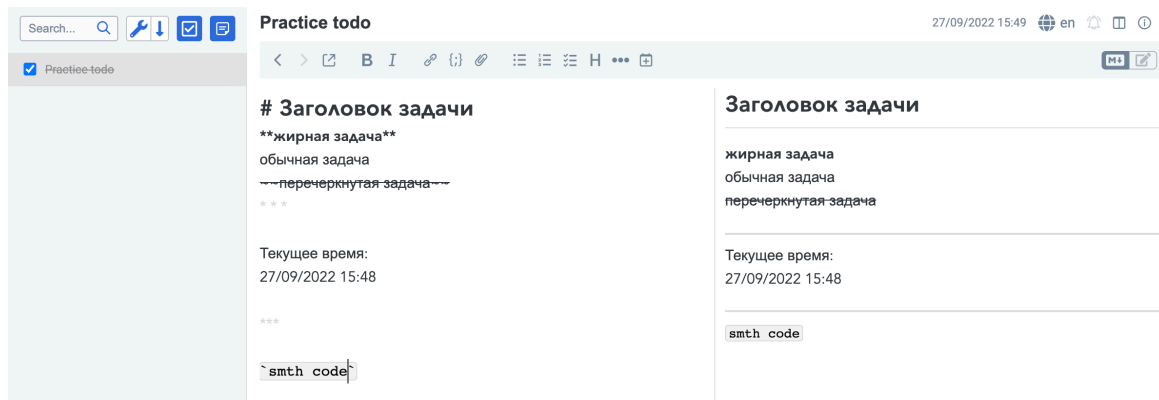 Search...
Practice todo
Practice todo
27/09/2022 15:49
en
B I {;} H
M↓
# Заголовок задачи
**жирная задача**
обычная задача
~~перечеркнутая задача~~
* * *
Текущее время:
27/09/2022 15:48
***
`smth code`
Заголовок задачи
жирная задача
обычная задача
перечеркнутая задача
Текущее время:
27/09/2022 15:48
smth code